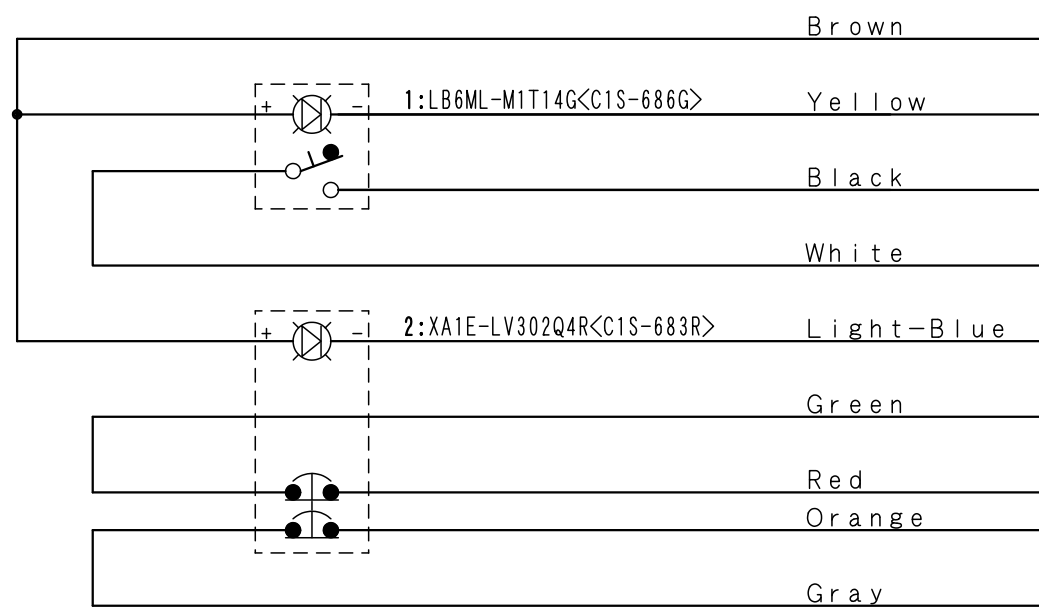 Brown
+ − 1:LB6ML-M1T14G<C1S-686G> Yellow
Black
White
+ − 2:XA1E-LV302Q4R<C1S-683R> Light-Blue
Green
Red
Orange
Gray